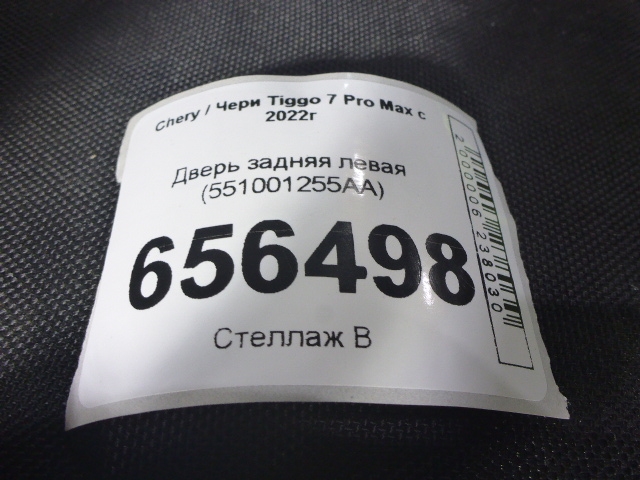 Chery / Чери Tiggo 7 Pro Max с
2022г
Дверь задняя левая
(551001255AA)
656498
Стеллаж В
2000006238030